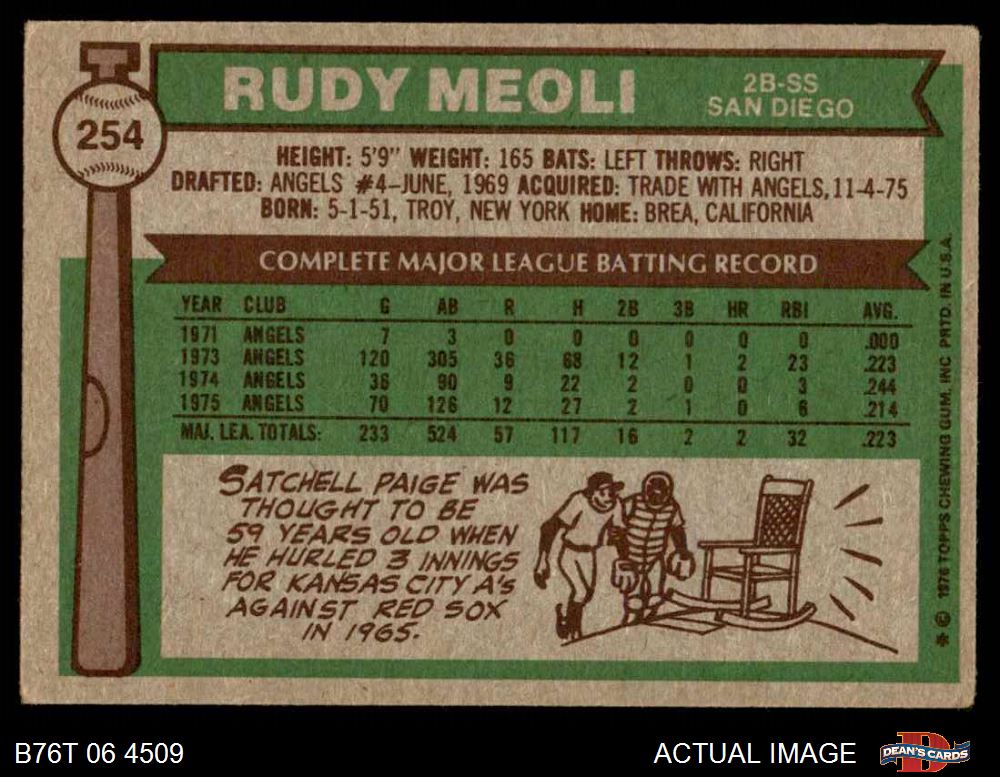 RUDY MEOLI
2B-SS
SAN DIEGO
254
HEIGHT: 5'9" WEIGHT: 165 BATS: LEFT THROWS: RIGHT
DRAFTED: ANGELS #4-JUNE, 1969 ACQUIRED: TRADE WITH ANGELS, 11-4-75
BORN: 5-1-51, TROY, NEW YORK HOME: BREA, CALIFORNIA
COMPLETE MAJOR LEAGUE BATTING RECORD
YEAR CLUB G AB R H 2B 3B HR RBI AVG.
1971 ANGELS 7 3 0 0 0 0 0 0 .000
1973 ANGELS 120 305 36 68 12 1 2 23 .223
1974 ANGELS 36 90 9 22 2 0 0 3 .244
1975 ANGELS 70 126 12 27 2 1 0 6 .214
MAJ. LEA. TOTALS: 233 524 57 117 16 2 2 32 .223
SATCHELL PAIGE WAS
THOUGHT TO BE
59 YEARS OLD WHEN
HE HURLED 3 INNINGS
FOR KANSAS CITY A'S
AGAINST RED SOX
IN 1965.
* © 1976 TOPPS CHEWING GUM, INC PRTD. IN U.S.A.
B76T 06 4509
ACTUAL IMAGE
DEAN'S CARDS